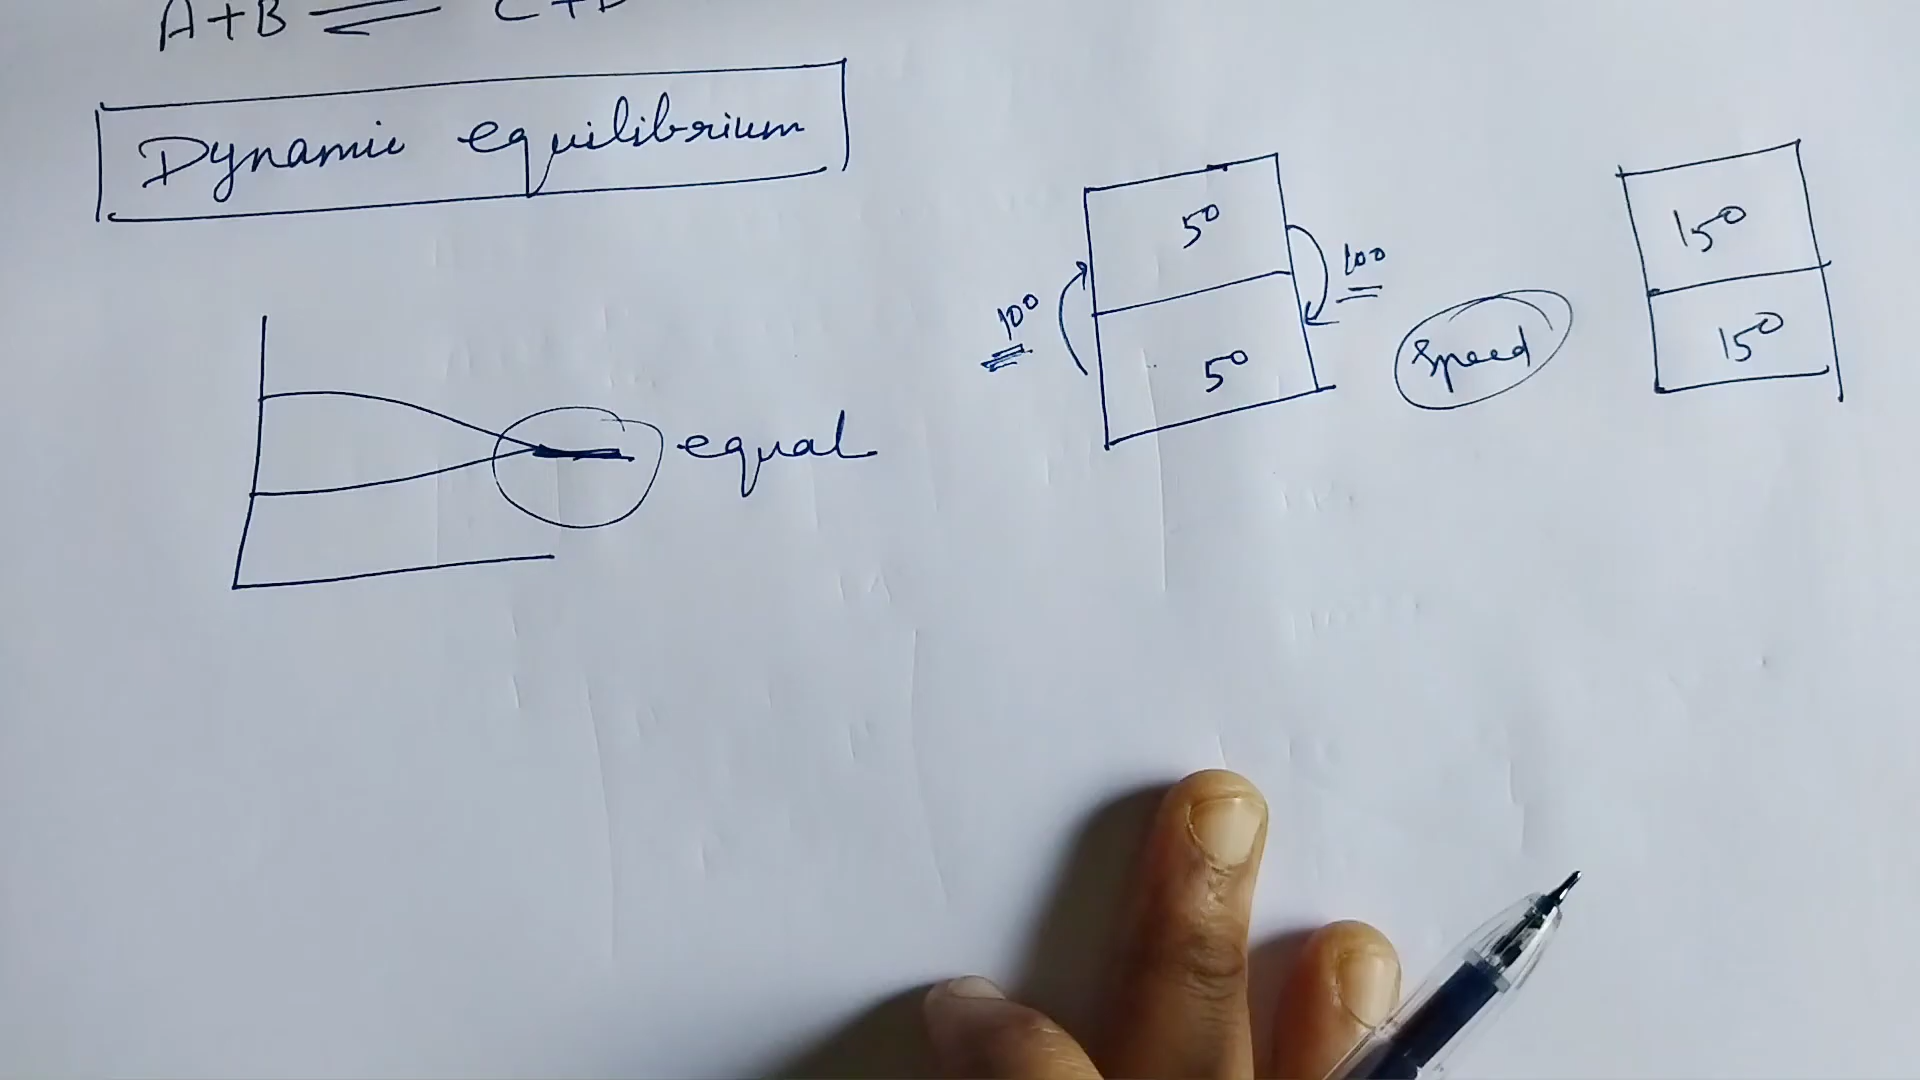 A+B ⇌ C+D
Dynamic equilibrium
equal
50
50
100
100
Speed
150
150